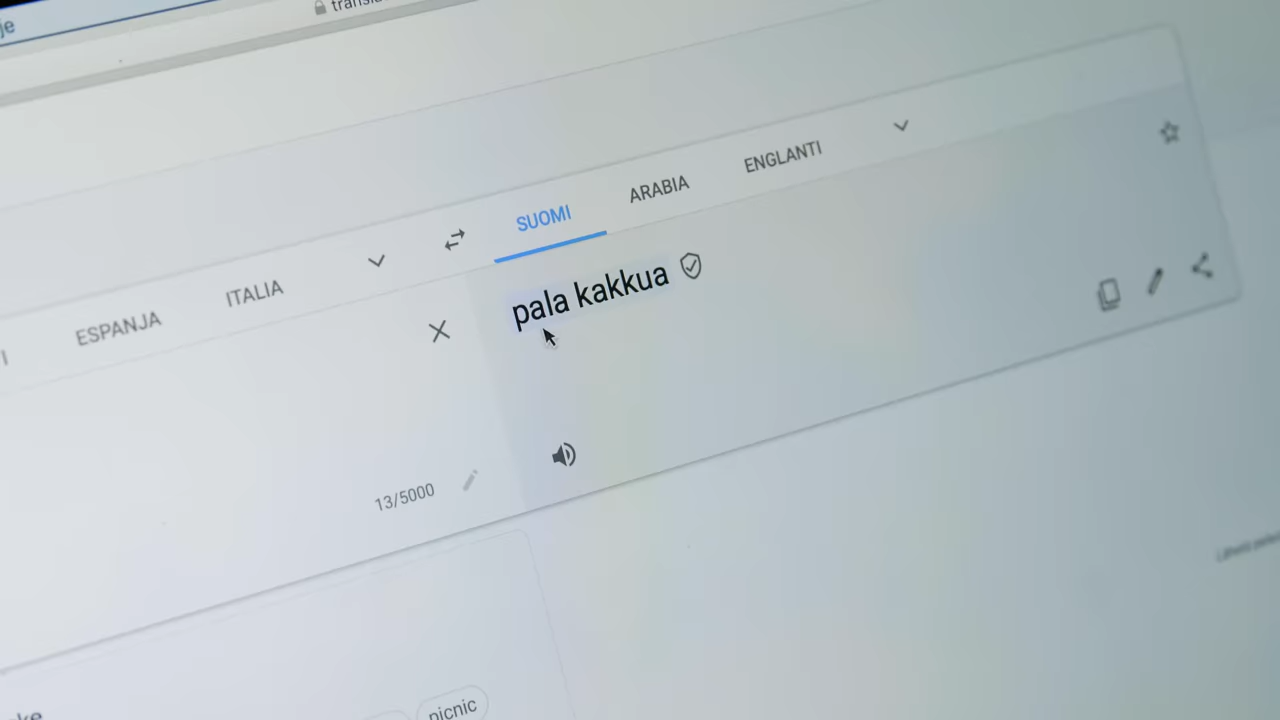 SUOMI ARABIA ENGLANTI
ESPANJA ITALIA
pala kakkua
13/5000
picnic